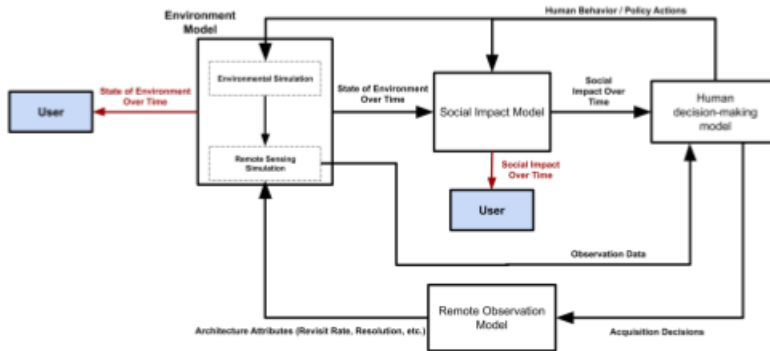 Environment
Model
Human Behavior / Policy Actions
Environmental Simulation
State of Environment
Over Time
User
State of Environment
Over Time
Social Impact Model
Social
Impact Over
Time
Human
decision-making
model
Remote Sensing
Simulation
Social Impact
Over Time
User
Observation Data
Remote Observation
Model
Architecture Attributes (Revisit Rate, Resolution, etc.)
Acquisition Decisions